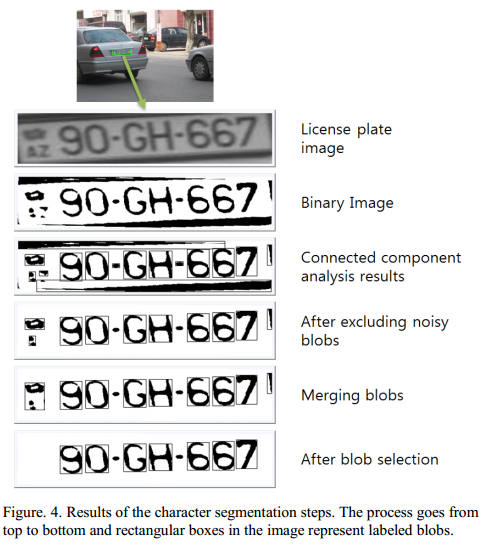 AZ 90-GH-667
License plate
image
90-GH-667
Binary Image
90-GH-667
Connected component
analysis results
90-GH-667
After excluding noisy
blobs
90-GH-667
Merging blobs
90-GH-667
After blob selection
Figure. 4. Results of the character segmentation steps. The process goes from
top to bottom and rectangular boxes in the image represent labeled blobs.